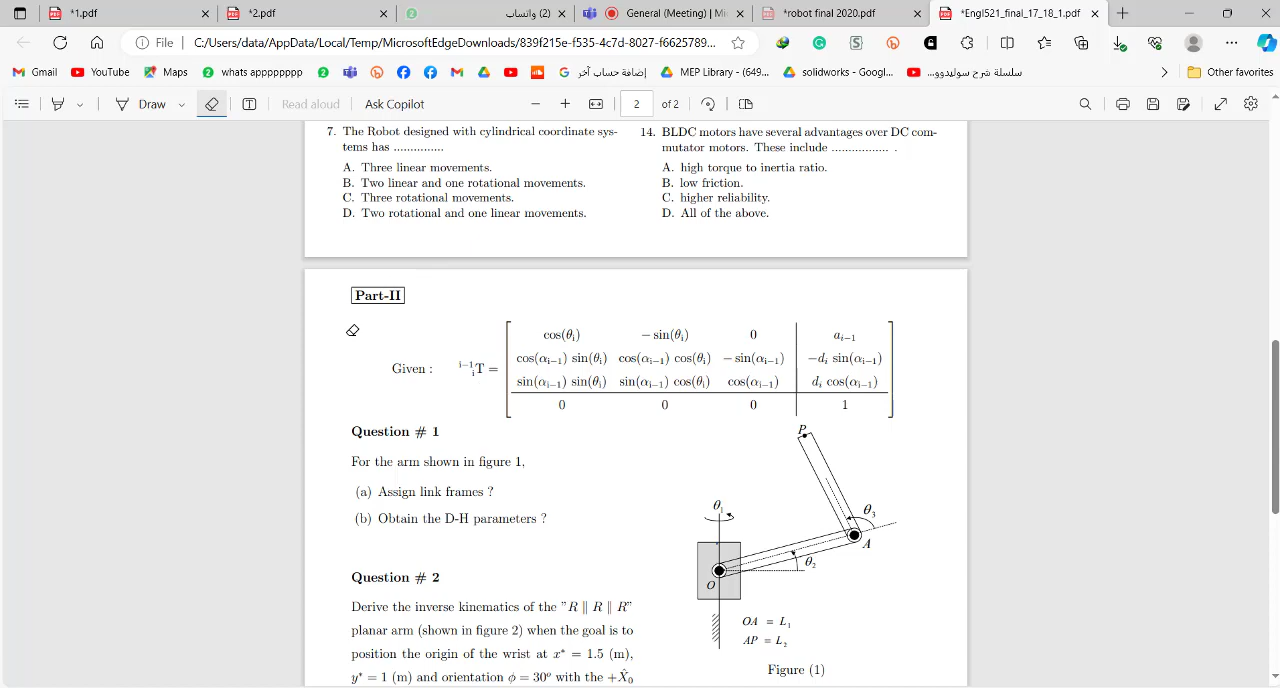 *1.pdf
*2.pdf
(2) واتساب
General (Meeting) | Mi
*robot final 2020.pdf
*Engl521_final_17_18_1.pdf
File
C:/Users/data/AppData/Local/Temp/MicrosoftEdgeDownloads/839f215e-f535-4c7d-8027-f6625789...
Gmail
YouTube
Maps
whats appppppppp
إضافة حساب آخر
MEP Library - (649...
solidworks - Googl...
سلسلة شرح سوليدوو...
Other favorites
Draw
Read aloud
Ask Copilot
2
of 2
7. The Robot designed with cylindrical coordinate sys-
tems has ..............
A. Three linear movements.
B. Two linear and one rotational movements.
C. Three rotational movements.
D. Two rotational and one linear movements.
14. BLDC motors have several advantages over DC com-
mutator motors. These include ................. .
A. high torque to inertia ratio.
B. low friction.
C. higher reliability.
D. All of the above.
Part-II
Given : i−1iT =
cos(θi) − sin(θi) 0 ai−1
cos(αi−1) sin(θi) cos(αi−1) cos(θi) − sin(αi−1) −di sin(αi−1)
sin(αi−1) sin(θi) sin(αi−1) cos(θi) cos(αi−1) di cos(αi−1)
0 0 0 1
Question # 1
For the arm shown in figure 1,
(a) Assign link frames ?
(b) Obtain the D-H parameters ?
Question # 2
Derive the inverse kinematics of the "R ∥ R ∥ R"
planar arm (shown in figure 2) when the goal is to
position the origin of the wrist at x* = 1.5 (m),
y* = 1 (m) and orientation ϕ = 30° with the +X̂0
P
θ1
θ3
A
θ2
O
OA = L1
AP = L2
Figure (1)